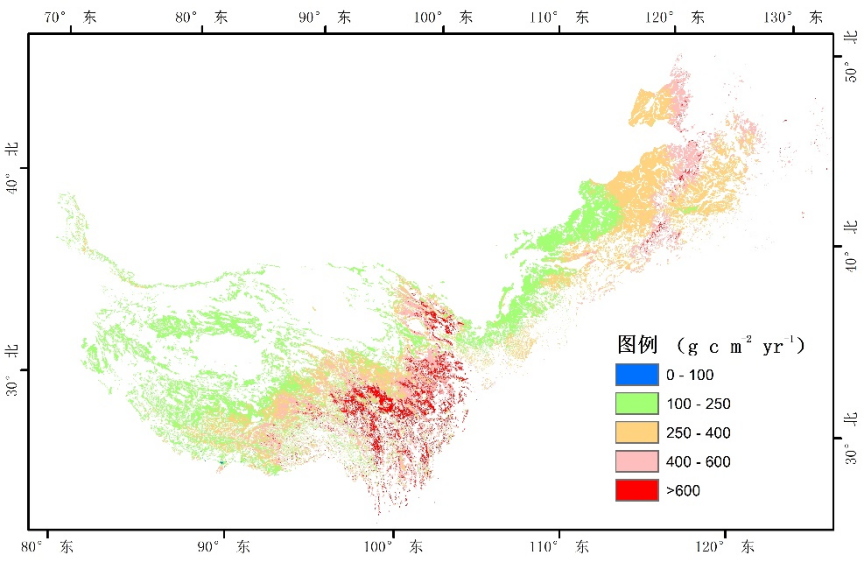 70° 东 80° 东 90° 东 100° 东 110° 东 120° 东 130° 东
50° 北
40° 北
40° 北
30° 北
30° 北
图例 (g c m⁻² yr⁻¹)
0 - 100
100 - 250
250 - 400
400 - 600
>600
80° 东 90° 东 100° 东 110° 东 120° 东